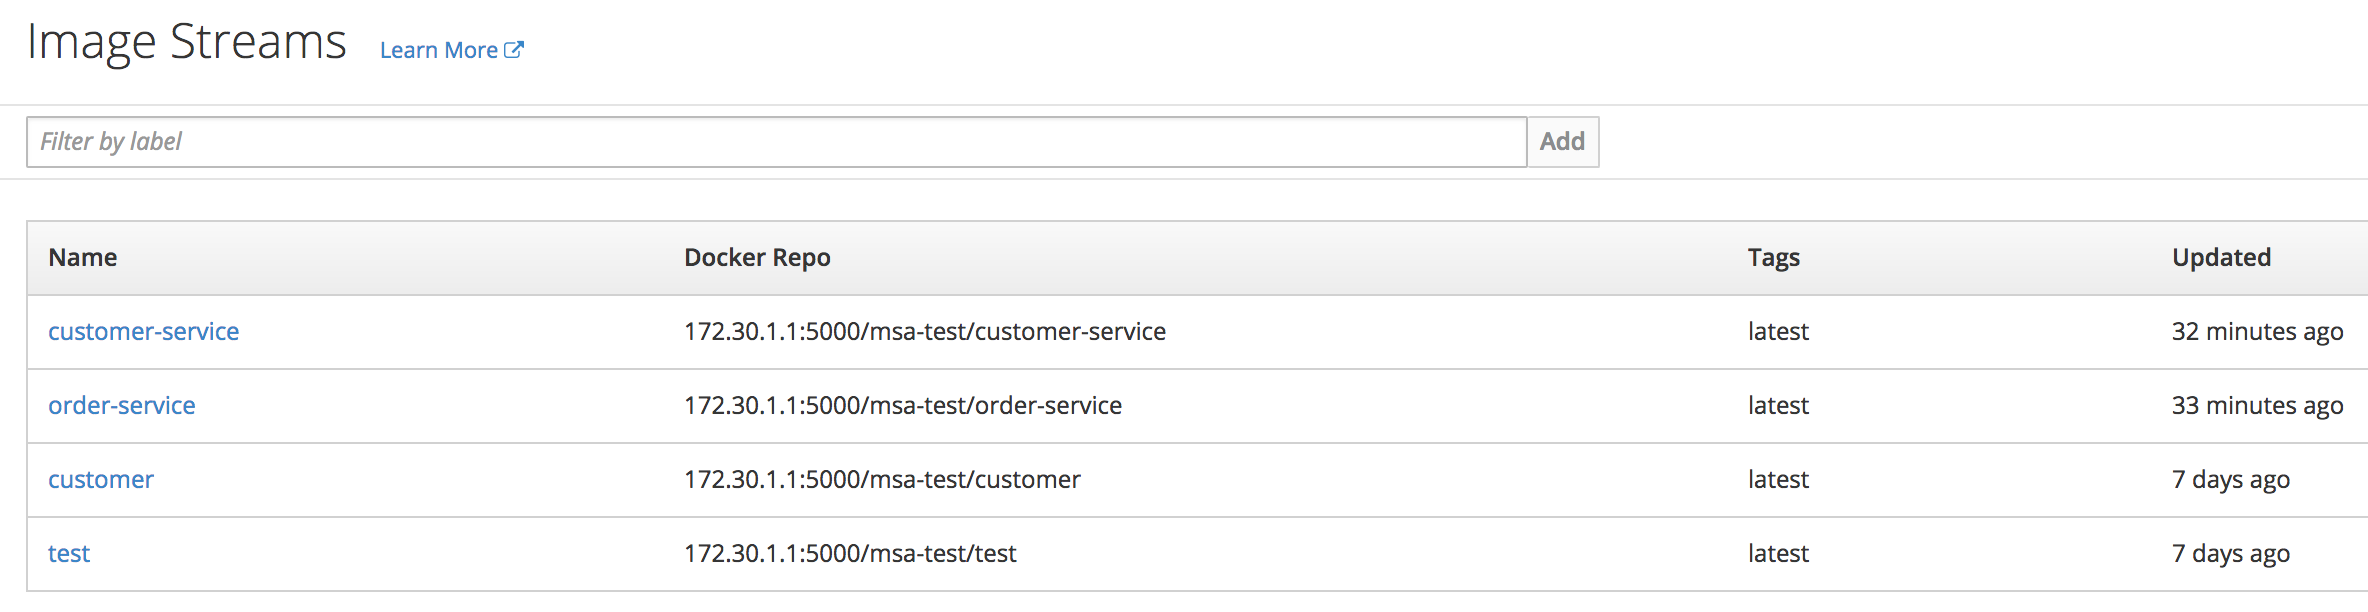 Image Streams Learn More
Filter by label Add
Name Docker Repo Tags Updated
customer-service 172.30.1.1:5000/msa-test/customer-service latest 32 minutes ago
order-service 172.30.1.1:5000/msa-test/order-service latest 33 minutes ago
customer 172.30.1.1:5000/msa-test/customer latest 7 days ago
test 172.30.1.1:5000/msa-test/test latest 7 days ago